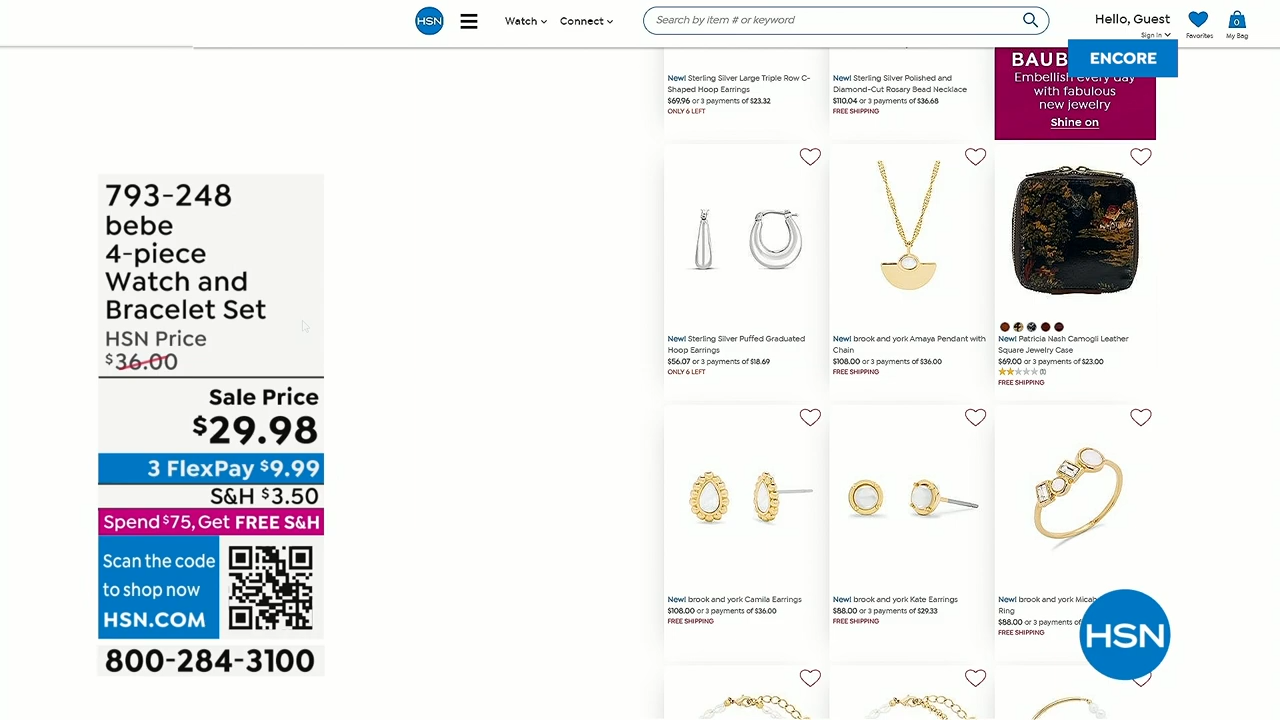 HSN
Watch
Connect
Search by item # or keyword
Hello, Guest
Sign In
Favorites
0
My Bag
ENCORE
793-248
bebe
4-piece
Watch and
Bracelet Set
HSN Price
$36.00
Sale Price
$29.98
3 FlexPay $9.99
S&H $3.50
Spend $75, Get FREE S&H
Scan the code
to shop now
HSN.COM
800-284-3100
New! Sterling Silver Large Triple Row C-
Shaped Hoop Earrings
$69.96 or 3 payments of $23.32
ONLY 6 LEFT
New! Sterling Silver Polished and
Diamond-Cut Rosary Bead Necklace
$110.04 or 3 payments of $36.68
FREE SHIPPING
BAUB
Embellish every day
with fabulous
new jewelry
Shine on
New! Sterling Silver Puffed Graduated
Hoop Earrings
$56.07 or 3 payments of $18.69
ONLY 6 LEFT
New! brook and york Amaya Pendant with
Chain
$108.00 or 3 payments of $36.00
FREE SHIPPING
New! Patricia Nash Camogli Leather
Square Jewelry Case
$69.00 or 3 payments of $23.00
(1)
FREE SHIPPING
New! brook and york Camila Earrings
$108.00 or 3 payments of $36.00
FREE SHIPPING
New! brook and york Kate Earrings
$88.00 or 3 payments of $29.33
FREE SHIPPING
New! brook and york Micah
Ring
$88.00 or 3 payments of
FREE SHIPPING
HSN